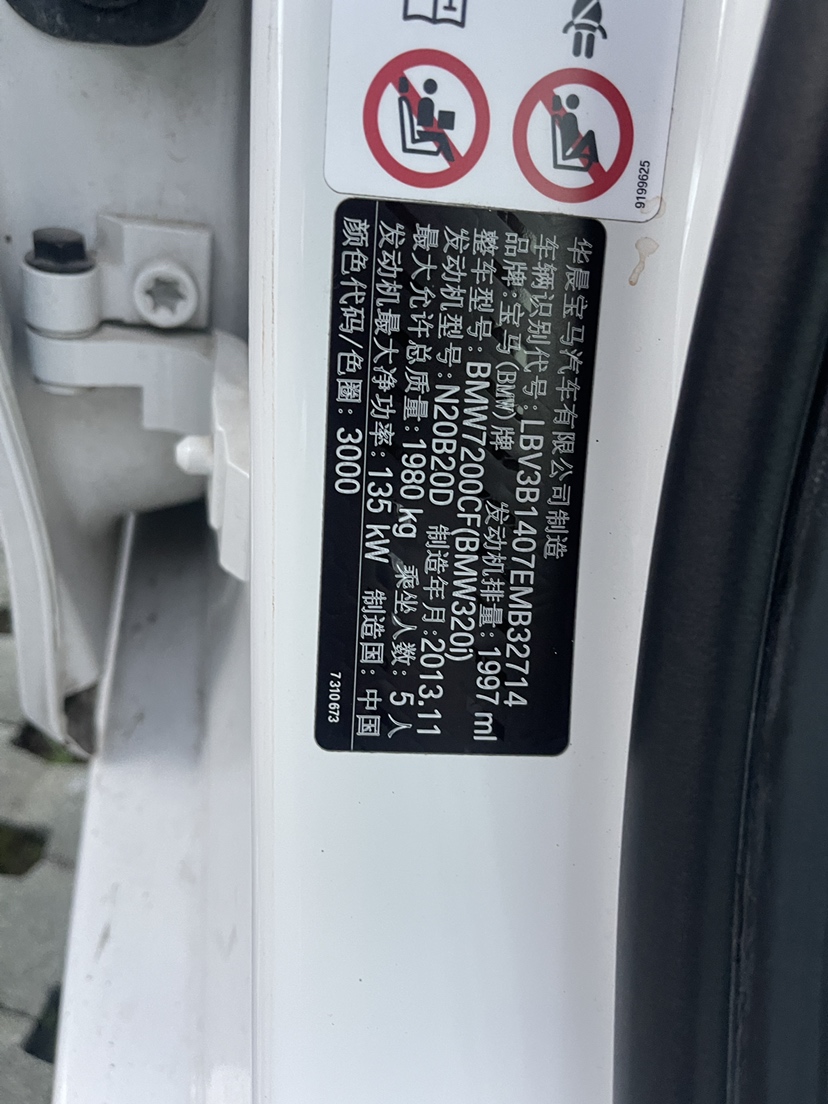 9199625
华晨宝马汽车有限公司制造
车辆识别代号:LBV3B1407EMB32714
品牌:宝马(BMW)牌 发动机排量:1997 ml
整车型号:BMW7200CF(BMW320i)
发动机型号:N20B20D 制造年月:2013.11
最大允许总质量:1980 kg 乘坐人数:5人
发动机最大净功率:135 kW 制造国:中国
颜色代码/色圈:3000
7310673